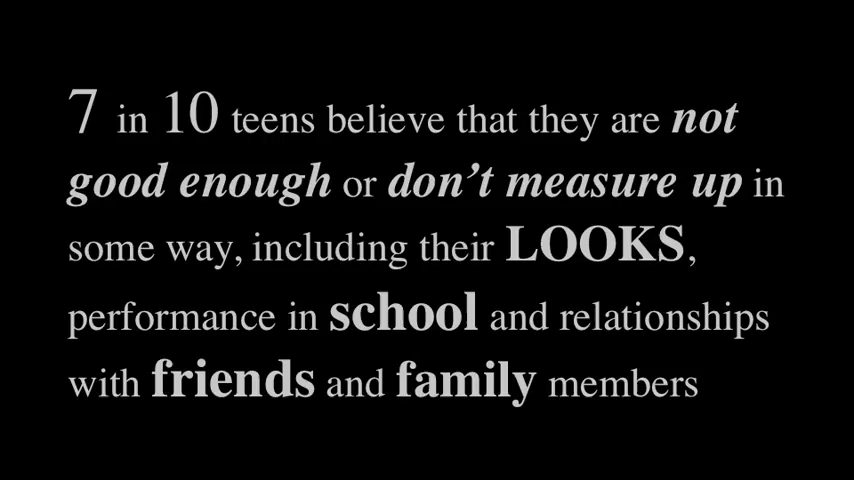 7 in 10 teens believe that they are not
good enough or don’t measure up in
some way, including their LOOKS,
performance in school and relationships
with friends and family members